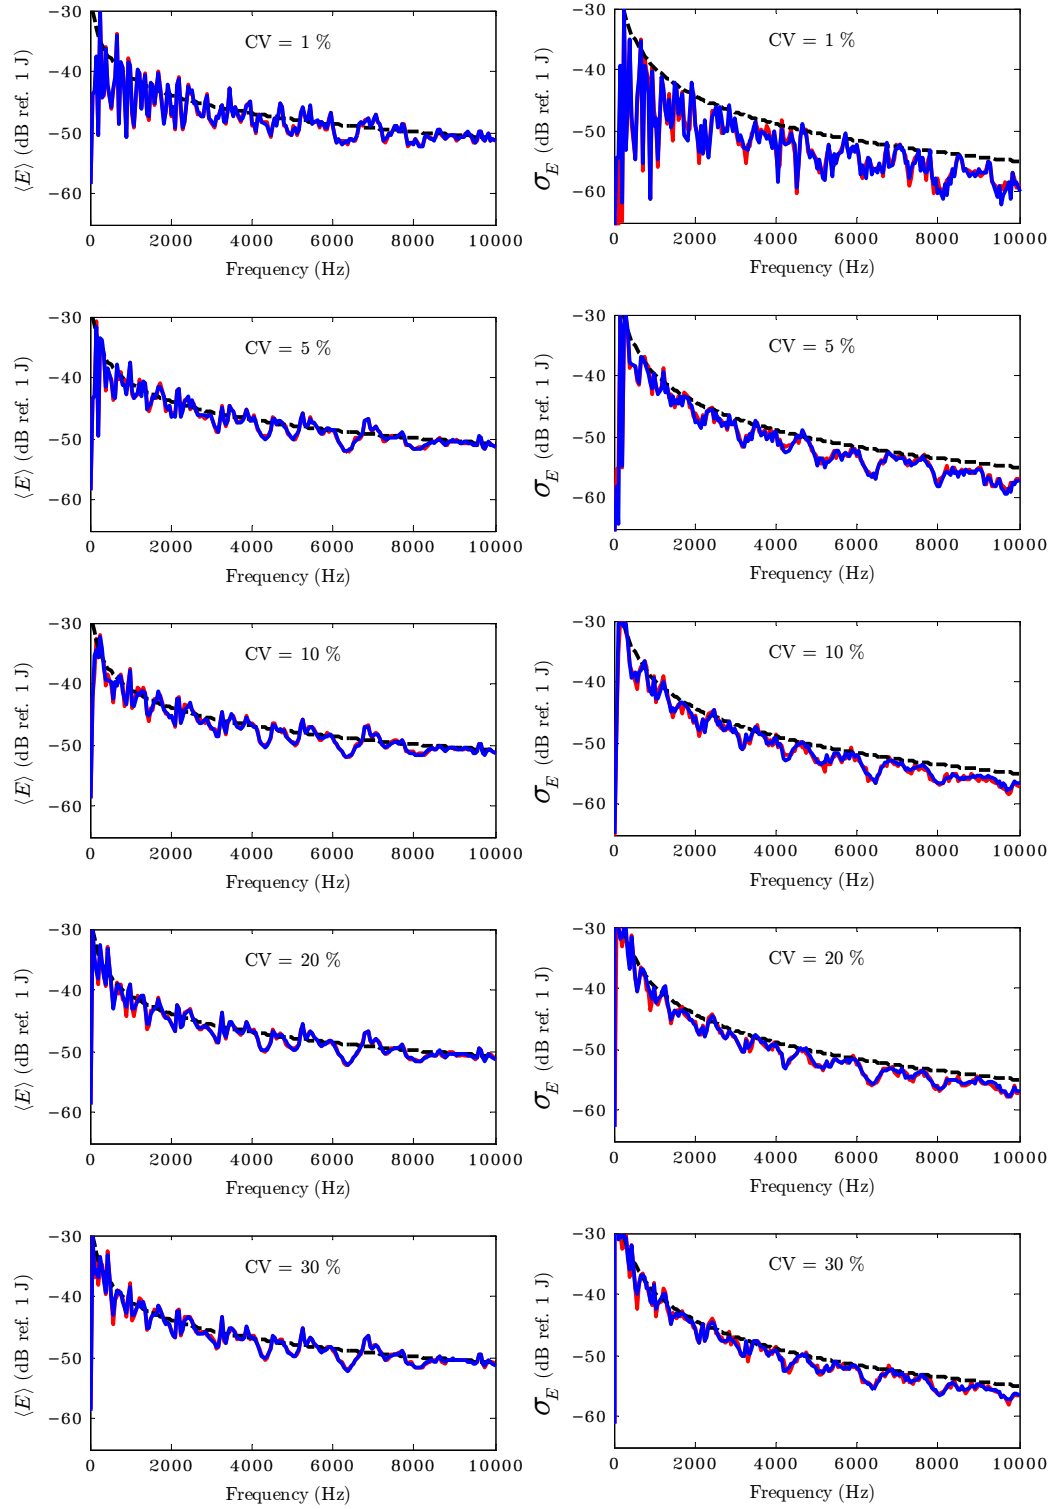 −30
−40
−50
−60
⟨E⟩ (dB ref. 1 J)
CV = 1 %
0 2000 4000 6000 8000 10000
Frequency (Hz)
−30
−40
−50
−60
σE (dB ref. 1 J)
CV = 1 %
0 2000 4000 6000 8000 10000
Frequency (Hz)
−30
−40
−50
−60
⟨E⟩ (dB ref. 1 J)
CV = 5 %
0 2000 4000 6000 8000 10000
Frequency (Hz)
−30
−40
−50
−60
σE (dB ref. 1 J)
CV = 5 %
0 2000 4000 6000 8000 10000
Frequency (Hz)
−30
−40
−50
−60
⟨E⟩ (dB ref. 1 J)
CV = 10 %
0 2000 4000 6000 8000 10000
Frequency (Hz)
−30
−40
−50
−60
σE (dB ref. 1 J)
CV = 10 %
0 2000 4000 6000 8000 10000
Frequency (Hz)
−30
−40
−50
−60
⟨E⟩ (dB ref. 1 J)
CV = 20 %
0 2000 4000 6000 8000 10000
Frequency (Hz)
−30
−40
−50
−60
σE (dB ref. 1 J)
CV = 20 %
0 2000 4000 6000 8000 10000
Frequency (Hz)
−30
−40
−50
−60
⟨E⟩ (dB ref. 1 J)
CV = 30 %
0 2000 4000 6000 8000 10000
Frequency (Hz)
−30
−40
−50
−60
σE (dB ref. 1 J)
CV = 30 %
0 2000 4000 6000 8000 10000
Frequency (Hz)